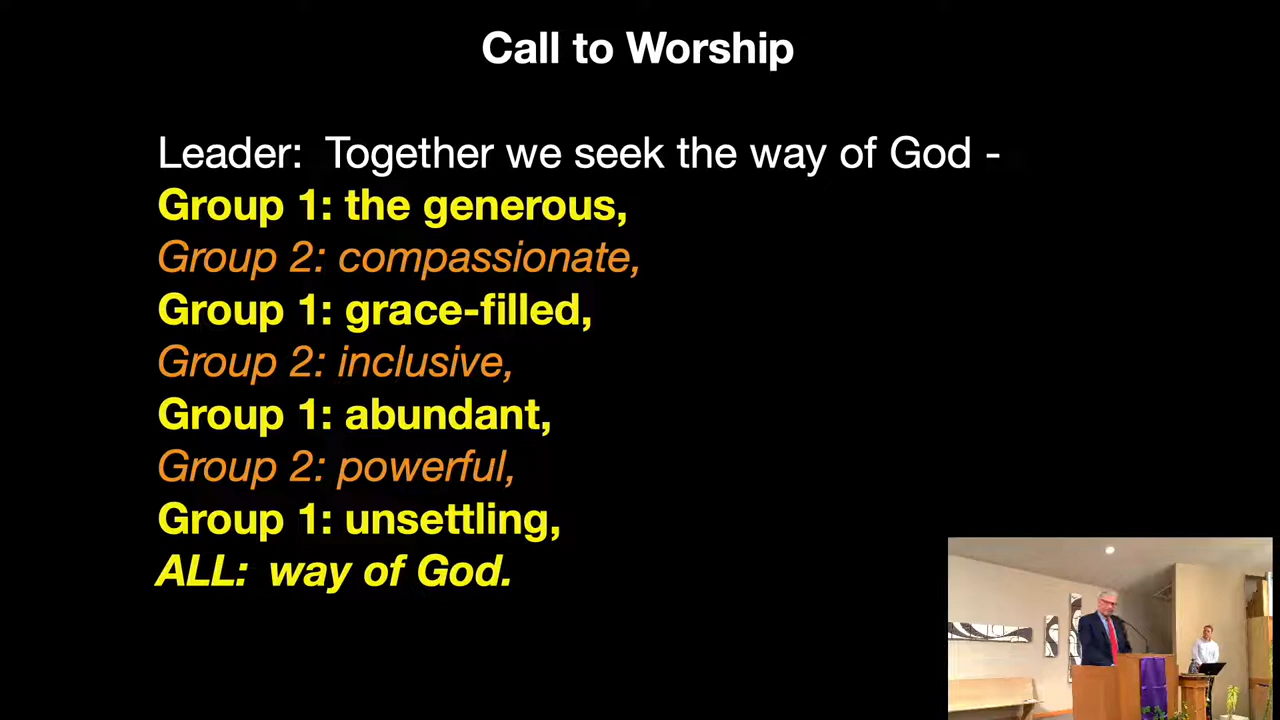 Call to Worship
Leader: Together we seek the way of God -
Group 1: the generous,
Group 2: compassionate,
Group 1: grace-filled,
Group 2: inclusive,
Group 1: abundant,
Group 2: powerful,
Group 1: unsettling,
ALL: way of God.